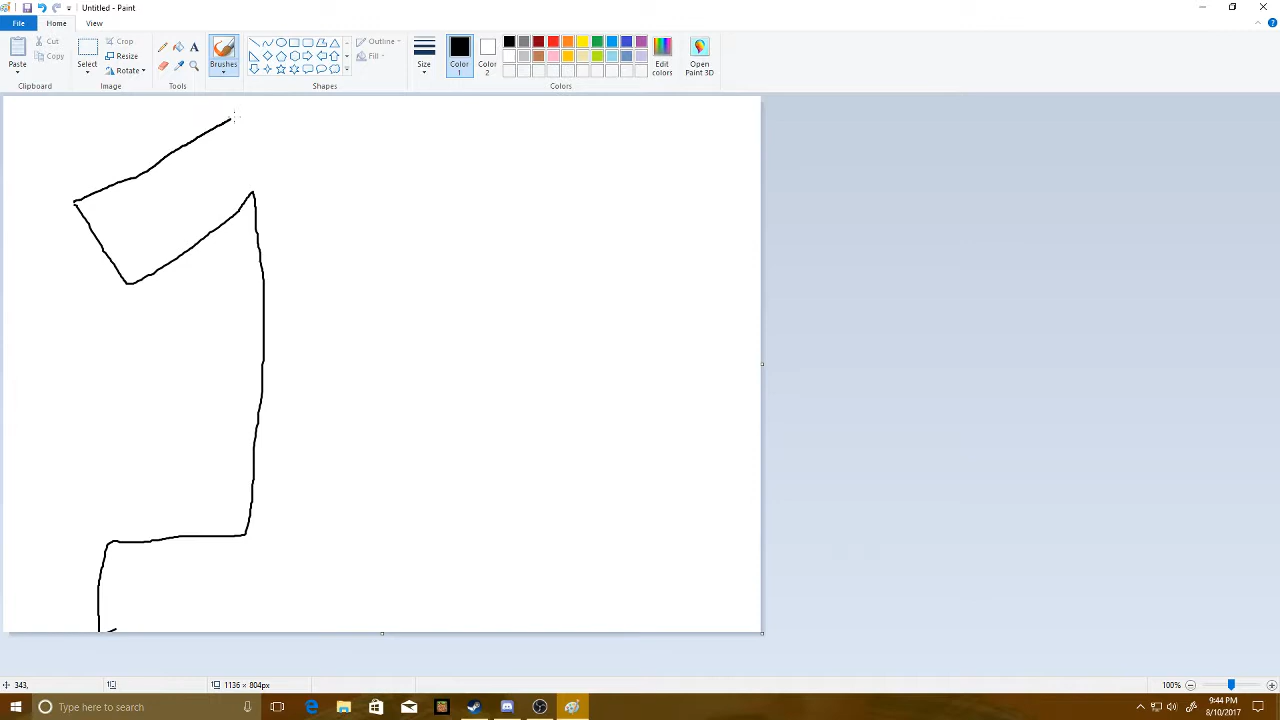 Untitled - Paint
File Home View
Paste
Cut
Copy
Clipboard
Select
Crop
Resize
Rotate
Image
A
Tools
Brushes
Outline
Fill
Shapes
Size
Color 1
Color 2
Edit colors
Colors
Open Paint 3D
343,
1136 × 804px
100%
Type here to search
9:44 PM
8/10/2017